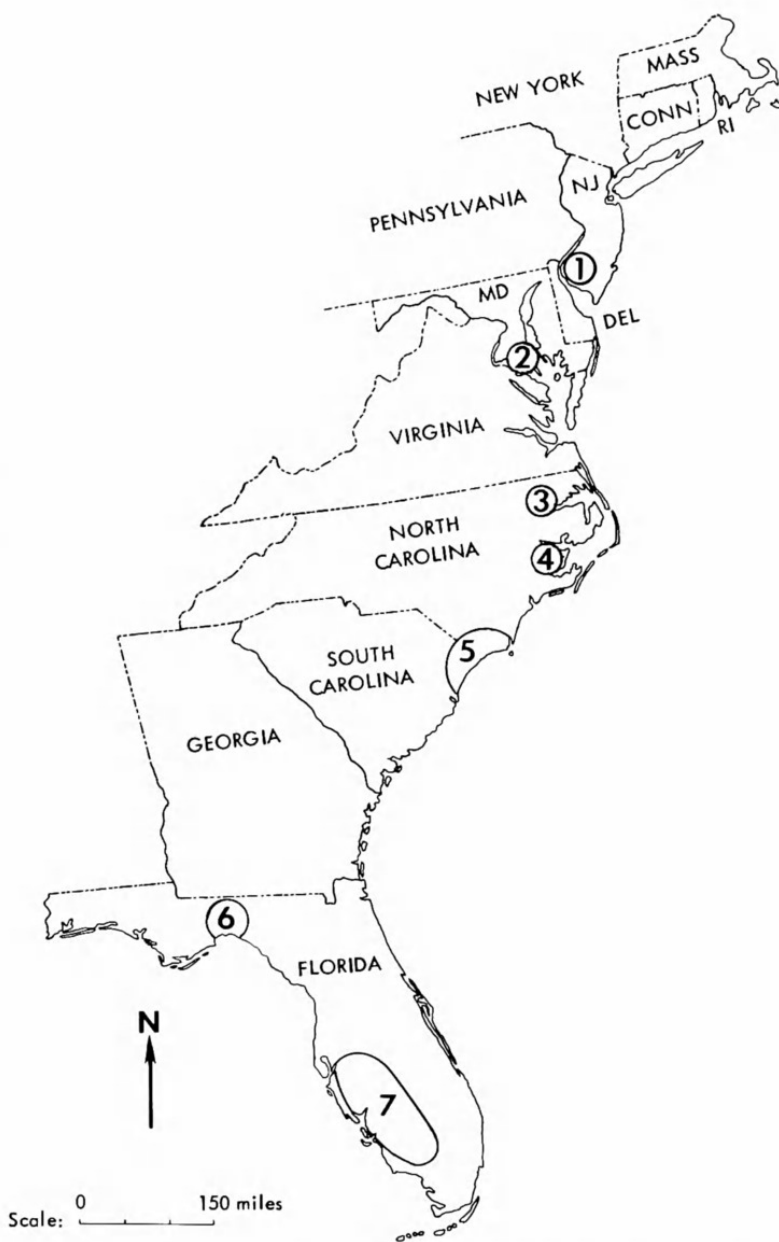 MASS
NEW YORK
CONN
RI
NJ
PENNSYLVANIA
1
MD
DEL
2
VIRGINIA
3
NORTH
CAROLINA
4
5
SOUTH
CAROLINA
GEORGIA
6
FLORIDA
N
7
0 150 miles
Scale: